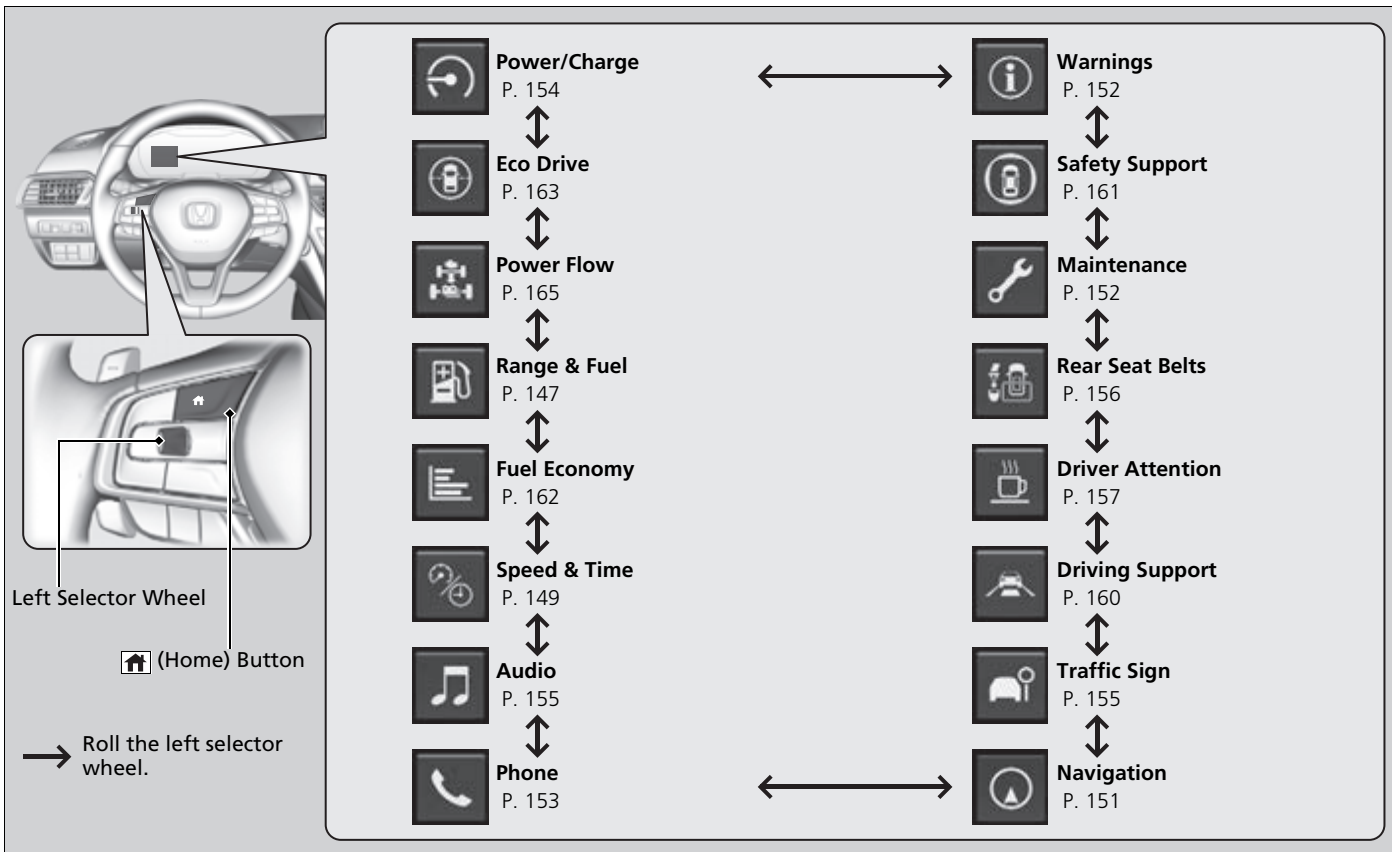 Power/Charge
P. 154
Eco Drive
P. 163
Power Flow
P. 165
Range & Fuel
P. 147
Fuel Economy
P. 162
Speed & Time
P. 149
Audio
P. 155
Phone
P. 153
Warnings
P. 152
Safety Support
P. 161
Maintenance
P. 152
Rear Seat Belts
P. 156
Driver Attention
P. 157
Driving Support
P. 160
Traffic Sign
P. 155
Navigation
P. 151
Left Selector Wheel
(Home) Button
Roll the left selector
wheel.